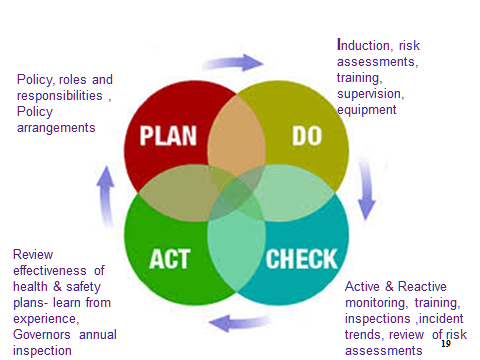 Policy, roles and
responsibilities ,
Policy
arrangements
Induction, risk
assessments,
training,
supervision,
equipment
PLAN
DO
ACT
CHECK
Review
effectiveness of
health & safety
plans- learn from
experience,
Governors annual
inspection
Active & Reactive
monitoring, training,
inspections ,incident
trends, review of risk
assessments
19